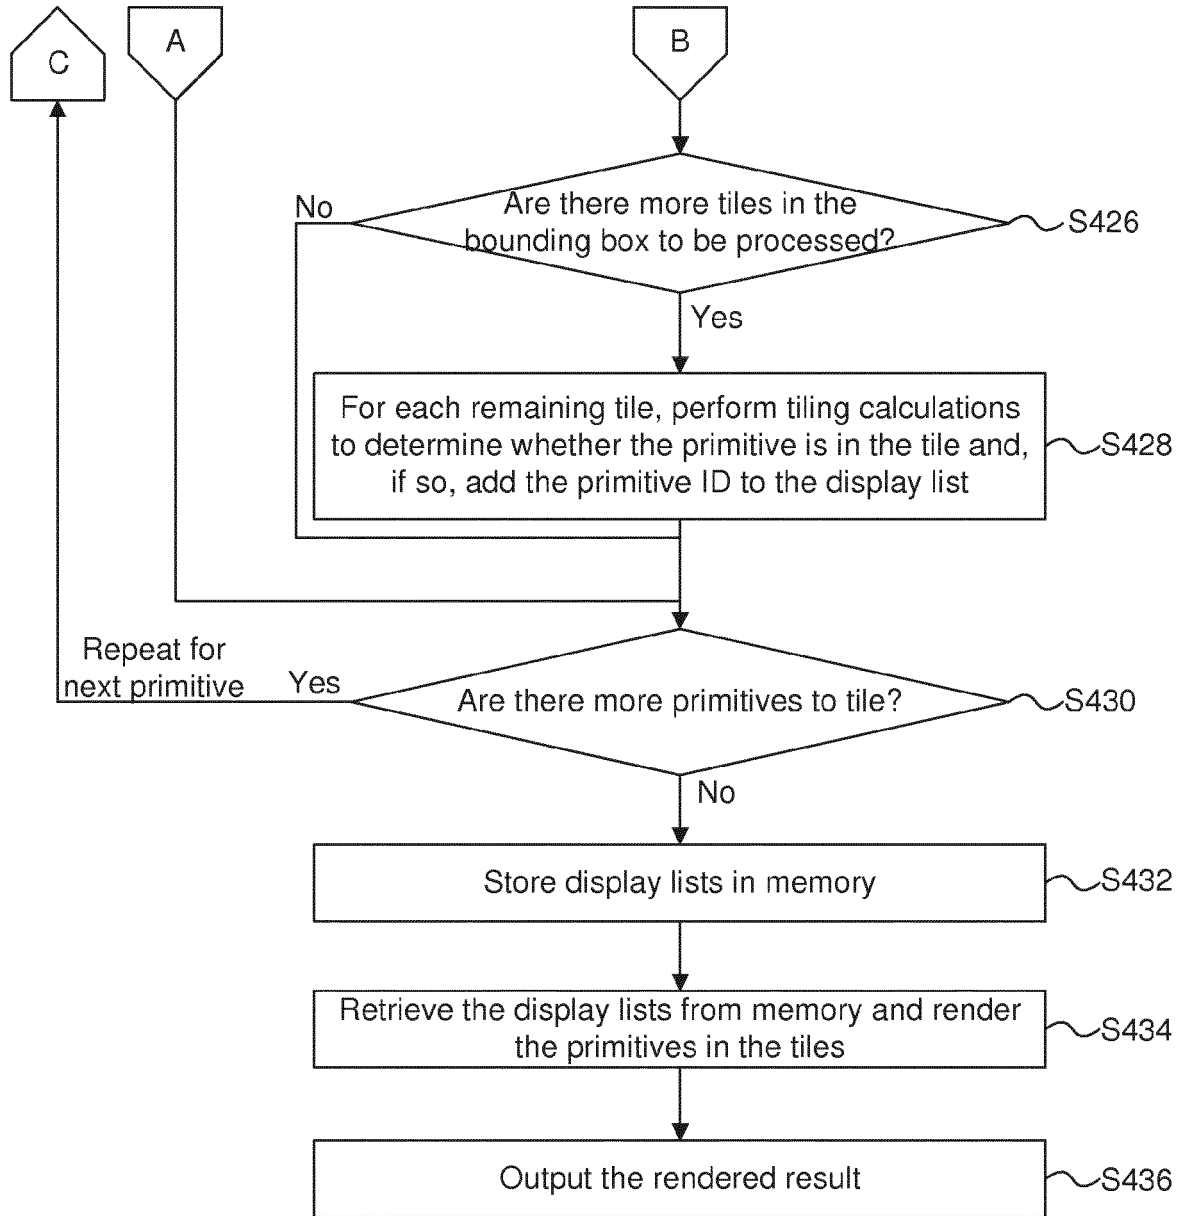 C
A
B
No
Are there more tiles in the
bounding box to be processed?
S426
Yes
For each remaining tile, perform tiling calculations
to determine whether the primitive is in the tile and,
if so, add the primitive ID to the display list
S428
Repeat for
next primitive
Yes
Are there more primitives to tile?
S430
No
Store display lists in memory
S432
Retrieve the display lists from memory and render
the primitives in the tiles
S434
Output the rendered result
S436